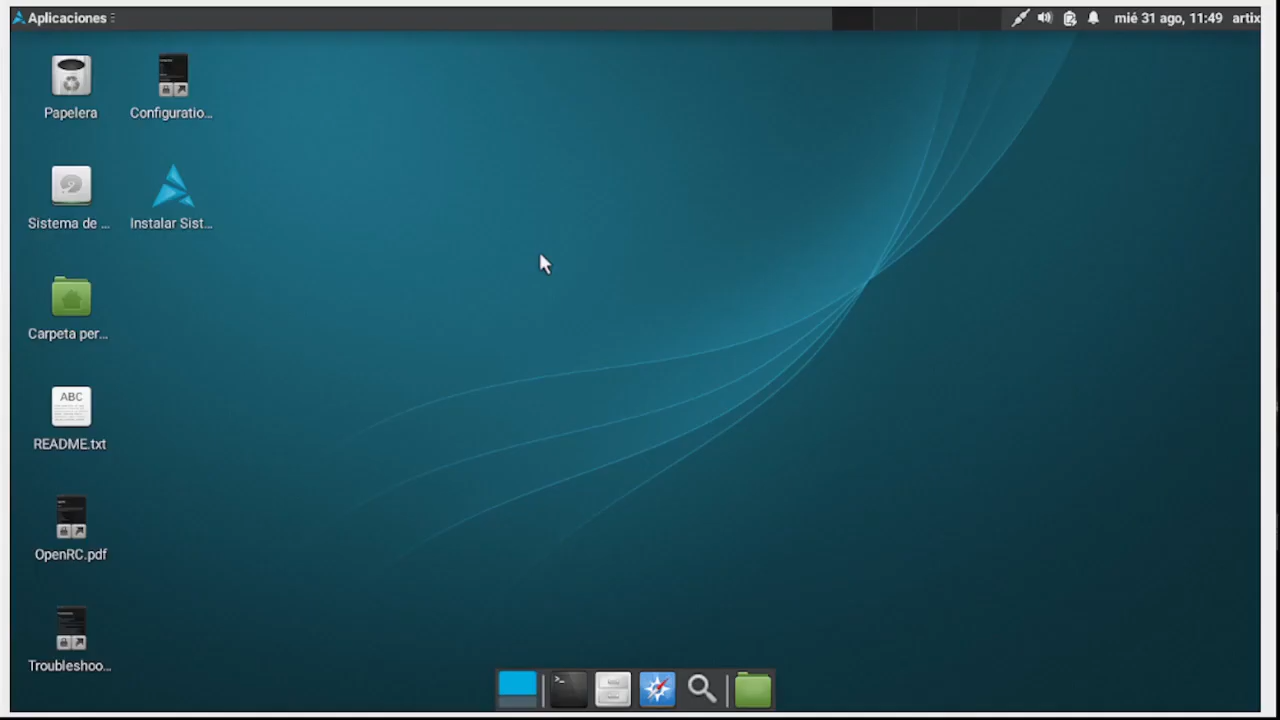 Aplicaciones
mié 31 ago, 11:49 artix
Papelera
Configuratio...
Sistema de ...
Instalar Sist...
Carpeta per...
ABC
README.txt
OpenRC.pdf
Troubleshoo...